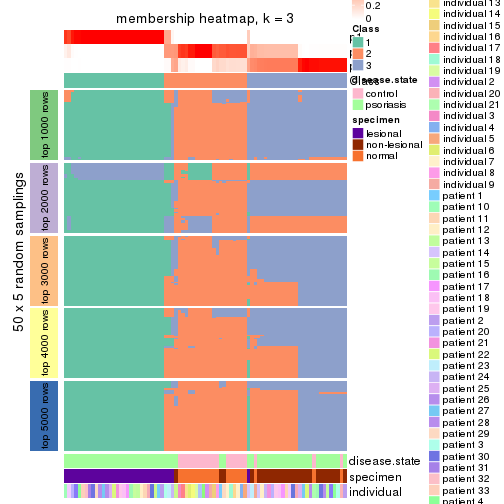 membership heatmap, k = 3
50 x 5 random samplings
top 1000 rows
top 2000 rows
top 3000 rows
top 4000 rows
top 5000 rows
disease.state
specimen
individual
0.2
0
Class
1
2
3
disease.state
control
psoriasis
specimen
lesional
non-lesional
normal
individual 13
individual 14
individual 15
individual 16
individual 17
individual 18
individual 19
individual 2
individual 20
individual 21
individual 3
individual 4
individual 5
individual 6
individual 7
individual 8
individual 9
patient 1
patient 10
patient 11
patient 12
patient 13
patient 14
patient 15
patient 16
patient 17
patient 18
patient 19
patient 2
patient 20
patient 21
patient 22
patient 23
patient 24
patient 25
patient 26
patient 27
patient 28
patient 29
patient 3
patient 30
patient 31
patient 32
patient 33
patient 4